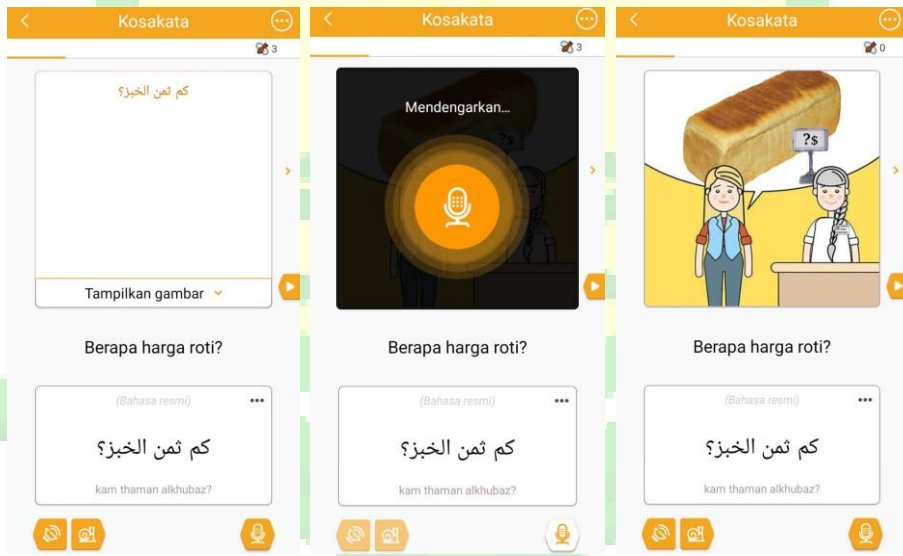 Kosakata
3
كم ثمن الخبز؟
Tampilkan gambar
Berapa harga roti?
(Bahasa resmi)
كم ثمن الخبز؟
kam thaman alkhubaz?
Kosakata
3
Mendengarkan...
?$
Berapa harga roti?
(Bahasa resmi)
كم ثمن الخبز؟
kam thaman alkhubaz?
Kosakata
0
?$
Berapa harga roti?
(Bahasa resmi)
كم ثمن الخبز؟
kam thaman alkhubaz?